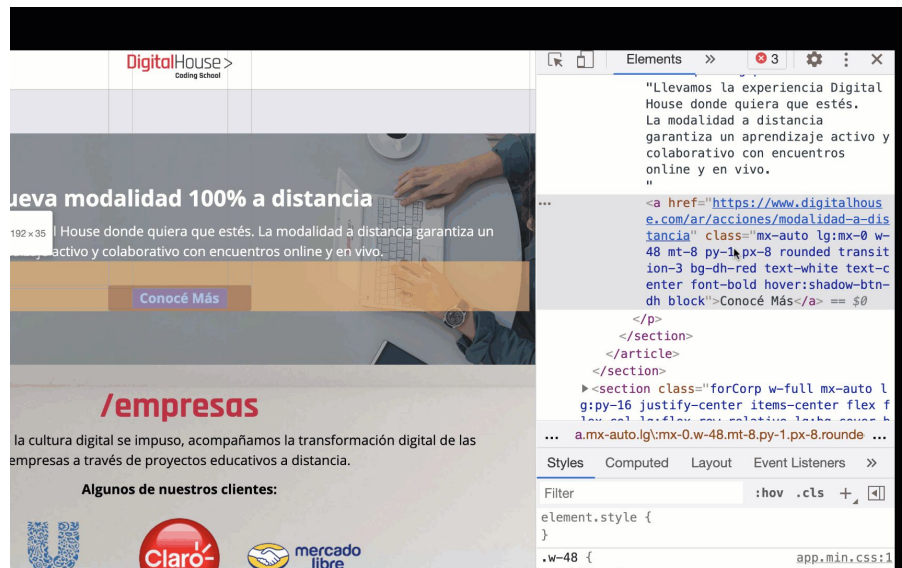 DigitalHouse>
Coding School
ueva modalidad 100% a distancia
192 × 35
l House donde quiera que estés. La modalidad a distancia garantiza un
activo y colaborativo con encuentros online y en vivo.
Conocé Más
/empresas
la cultura digital se impuso, acompañamos la transformación digital de las
empresas a través de proyectos educativos a distancia.
Algunos de nuestros clientes:
Claro
mercado
libre
Elements
»
3
"Llevamos la experiencia Digital
House donde quiera que estés.
La modalidad a distancia
garantiza un aprendizaje activo y
colaborativo con encuentros
online y en vivo.
"
<a href="https://www.digitalhous
e.com/ar/acciones/modalidad-a-dis
tancia" class="mx-auto lg:mx-0 w-
48 mt-8 py-1 px-8 rounded transit
ion-3 bg-dh-red text-white text-c
enter font-bold hover:shadow-btn-
dh block">Conocé Más</a> == $0
</p>
</section>
</article>
</section>
<section class="forCorp w-full mx-auto l
g:py-16 justify-center items-center flex f
... a.mx-auto.lg\:mx-0.w-48.mt-8.py-1.px-8.rounde ...
Styles Computed Layout Event Listeners »
Filter :hov .cls +
element.style {
}
.w-48 { app.min.css:1